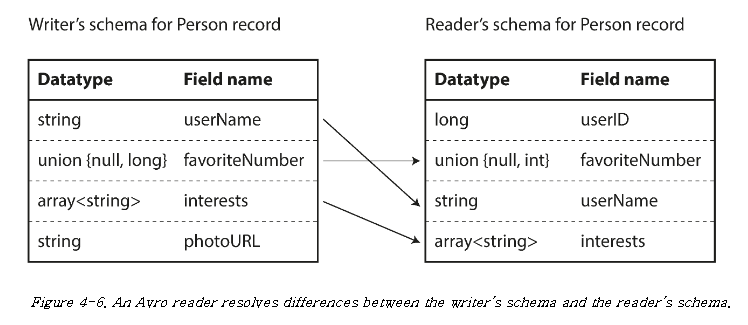 Writer's schema for Person record Reader's schema for Person record
Datatype Field name Datatype Field name
string userName long userID
union {null, long} favoriteNumber union {null, int} favoriteNumber
array<string> interests string userName
string photoURL array<string> interests
Figure 4-6. An Avro reader resolves differences between the writer's schema and the reader's schema.